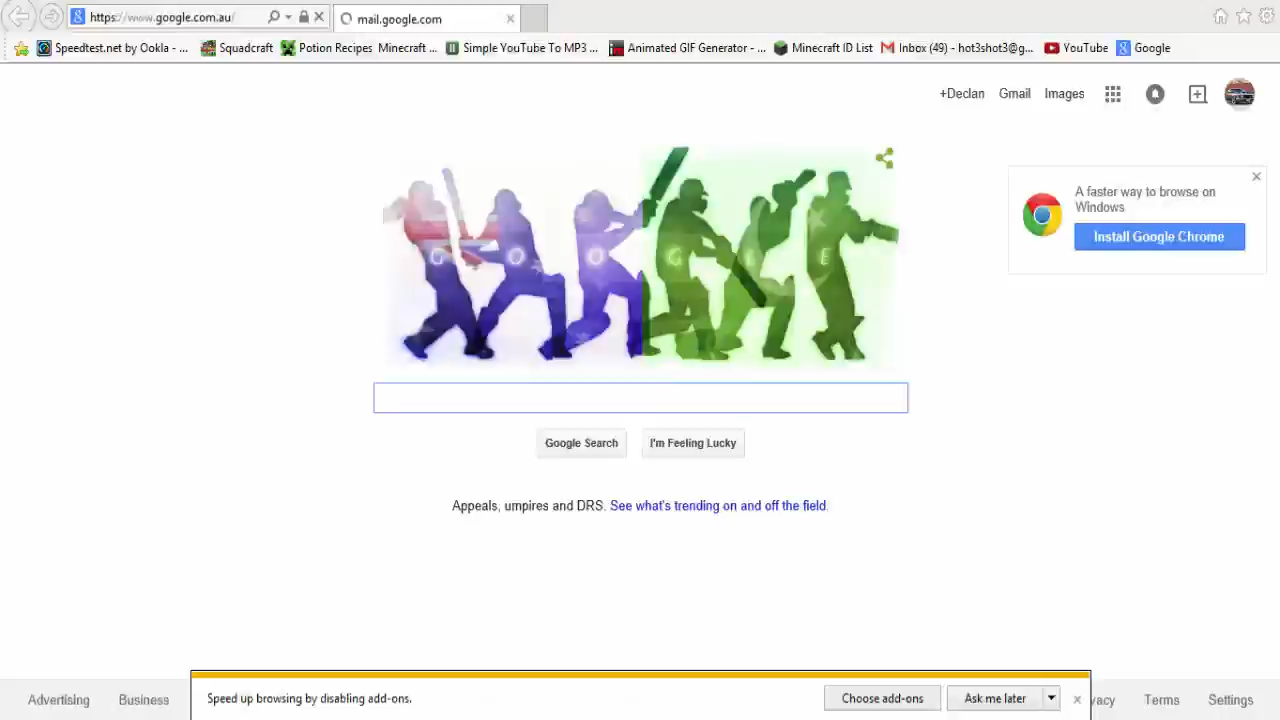 https://www.google.com.au/
mail.google.com
Speedtest.net by Ookla - ...
Squadcraft
Potion Recipes Minecraft ...
Simple YouTube To MP3 ...
Animated GIF Generator - ...
Minecraft ID List
Inbox (49) - hot3shot3@g...
YouTube
Google
+Declan
Gmail
Images
A faster way to browse on
Windows
Install Google Chrome
G O O G L E
Google Search
I'm Feeling Lucky
Appeals, umpires and DRS. See what's trending on and off the field.
Speed up browsing by disabling add-ons.
Choose add-ons
Ask me later
Advertising
Business
vacy
Terms
Settings